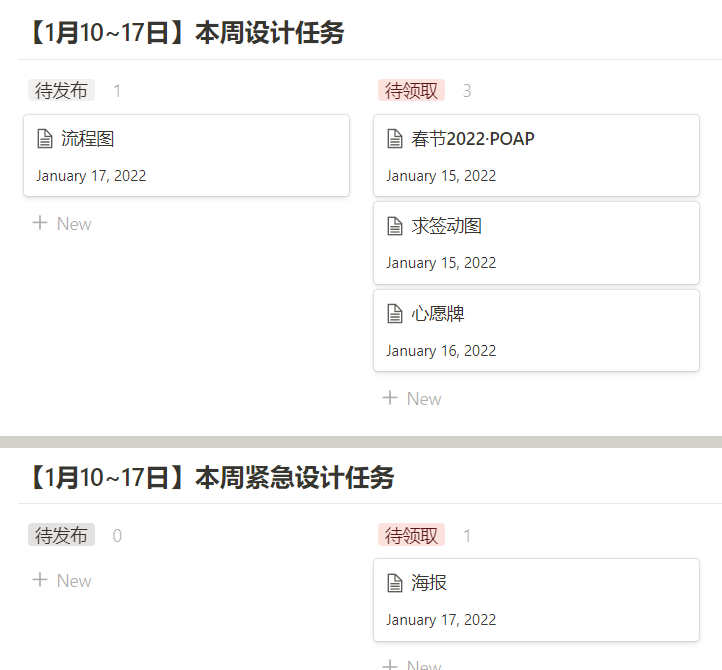 【1月10~17日】本周设计任务
待发布 1
待领取 3
流程图
January 17, 2022
+ New
春节2022·POAP
January 15, 2022
求签动图
January 15, 2022
心愿牌
January 16, 2022
+ New
【1月10~17日】本周紧急设计任务
待发布 0
待领取 1
+ New
海报
January 17, 2022
+ New